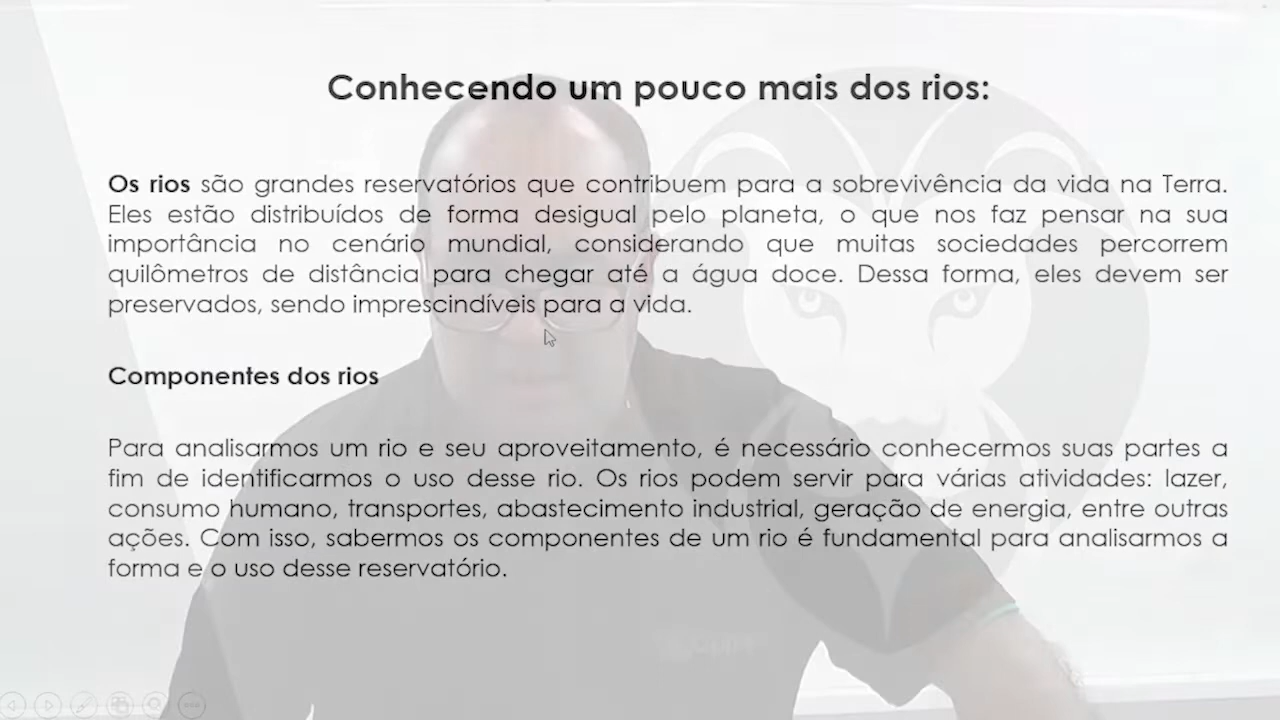 Conhecendo um pouco mais dos rios:
Os rios são grandes reservatórios que contribuem para a sobrevivência da vida na Terra.
Eles estão distribuídos de forma desigual pelo planeta, o que nos faz pensar na sua
importância no cenário mundial, considerando que muitas sociedades percorrem
quilômetros de distância para chegar até a água doce. Dessa forma, eles devem ser
preservados, sendo imprescindíveis para a vida.
Componentes dos rios
Para analisarmos um rio e seu aproveitamento, é necessário conhecermos suas partes a
fim de identificarmos o uso desse rio. Os rios podem servir para várias atividades: lazer,
consumo humano, transportes, abastecimento industrial, geração de energia, entre outras
ações. Com isso, sabermos os componentes de um rio é fundamental para analisarmos a
forma e o uso desse reservatório.